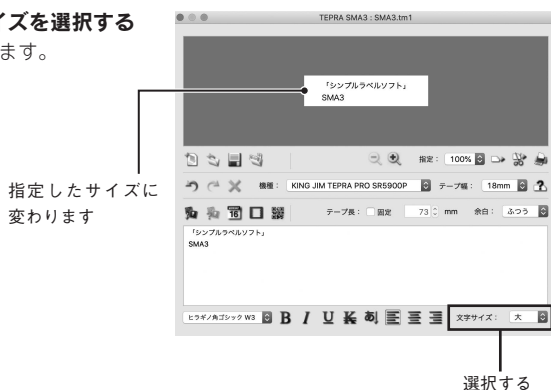 イズを選択する
ます。
TEPRA SMA3 : SMA3.tm1
「シンプルラベルソフト」
SMA3
指定: 100%
機種: KING JIM TEPRA PRO SR5900P テープ幅: 18mm
16 テープ長: 固定 73 mm 余白: ふつう
「シンプルラベルソフト」
SMA3
ヒラギノ角ゴシック W3 B I U K あ 文字サイズ: 大
指定したサイズに
変わります
選択する